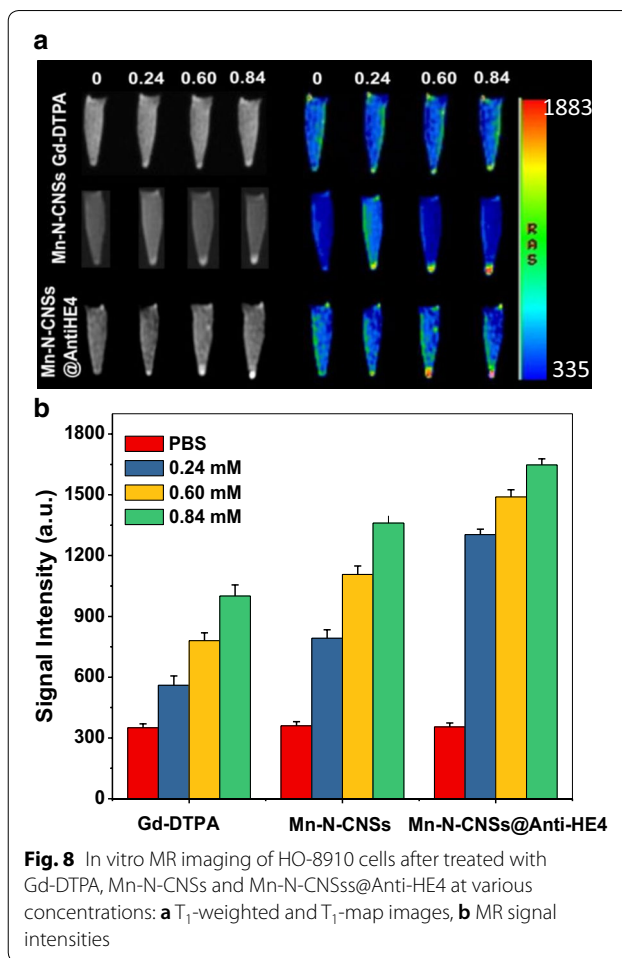 a
0 0.24 0.60 0.84 0 0.24 0.60 0.84
Gd-DTPA
Mn-N-CNSs
Mn-N-CNSs
@AntiHE4
1883
RAS
335
b
Signal Intensity (a.u.)
1800
1500
1200
900
600
300
0
PBS
0.24 mM
0.60 mM
0.84 mM
Gd-DTPA Mn-N-CNSs Mn-N-CNSs@Anti-HE4
Fig. 8 In vitro MR imaging of HO-8910 cells after treated with
Gd-DTPA, Mn-N-CNSs and Mn-N-CNSss@Anti-HE4 at various
concentrations: a T₁-weighted and T₁-map images, b MR signal
intensities